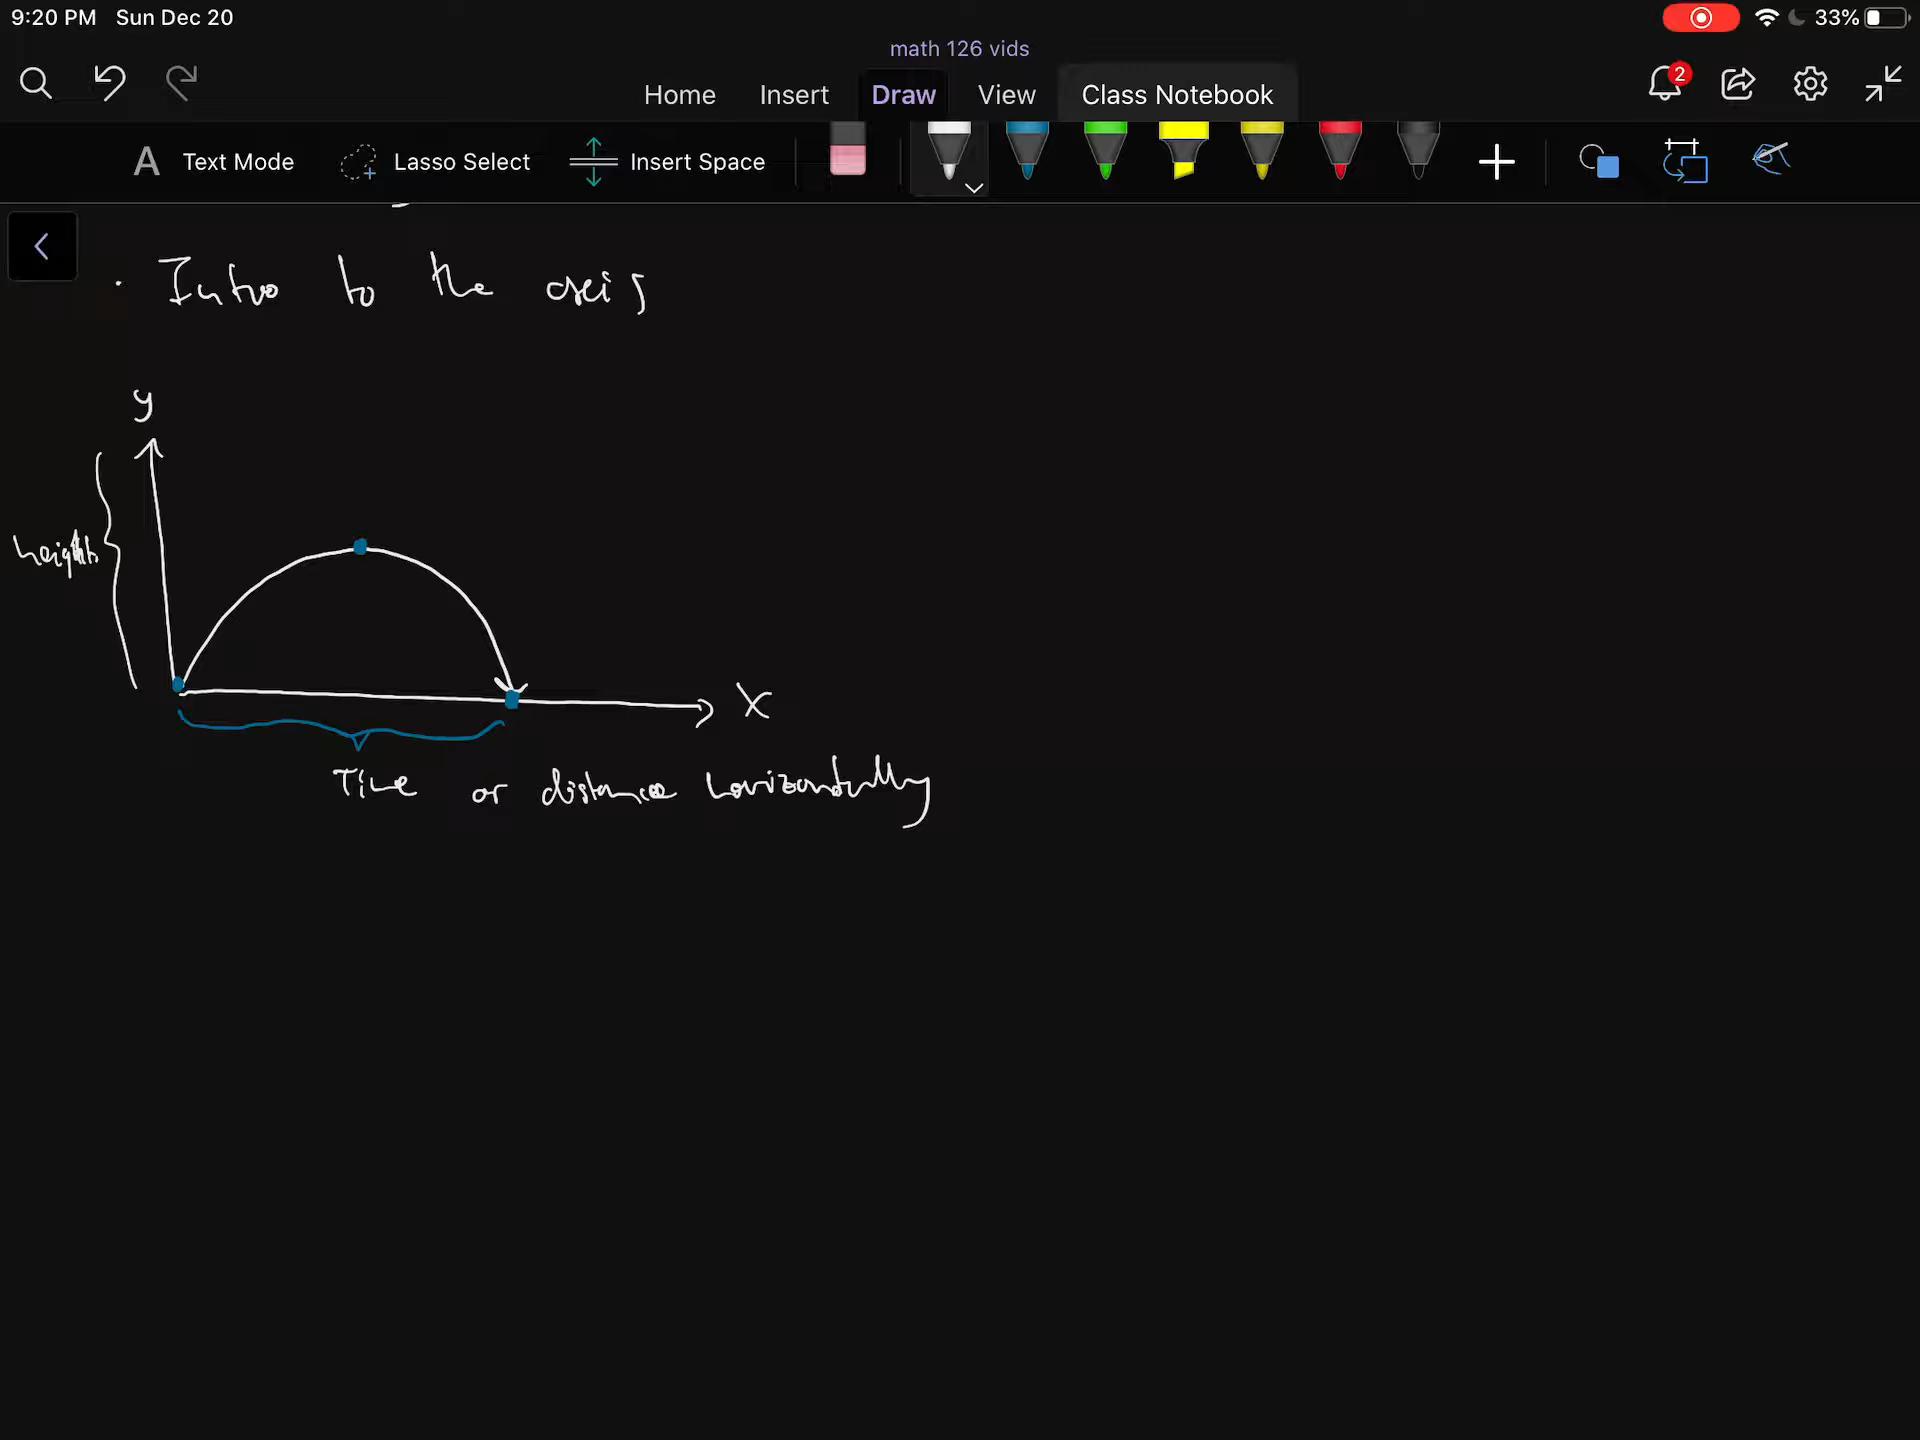 9:20 PM Sun Dec 20
33%
math 126 vids
Home Insert Draw View Class Notebook
2
A Text Mode Lasso Select Insert Space
· Intro to the axis
y
height
X
Time or distance horizontally